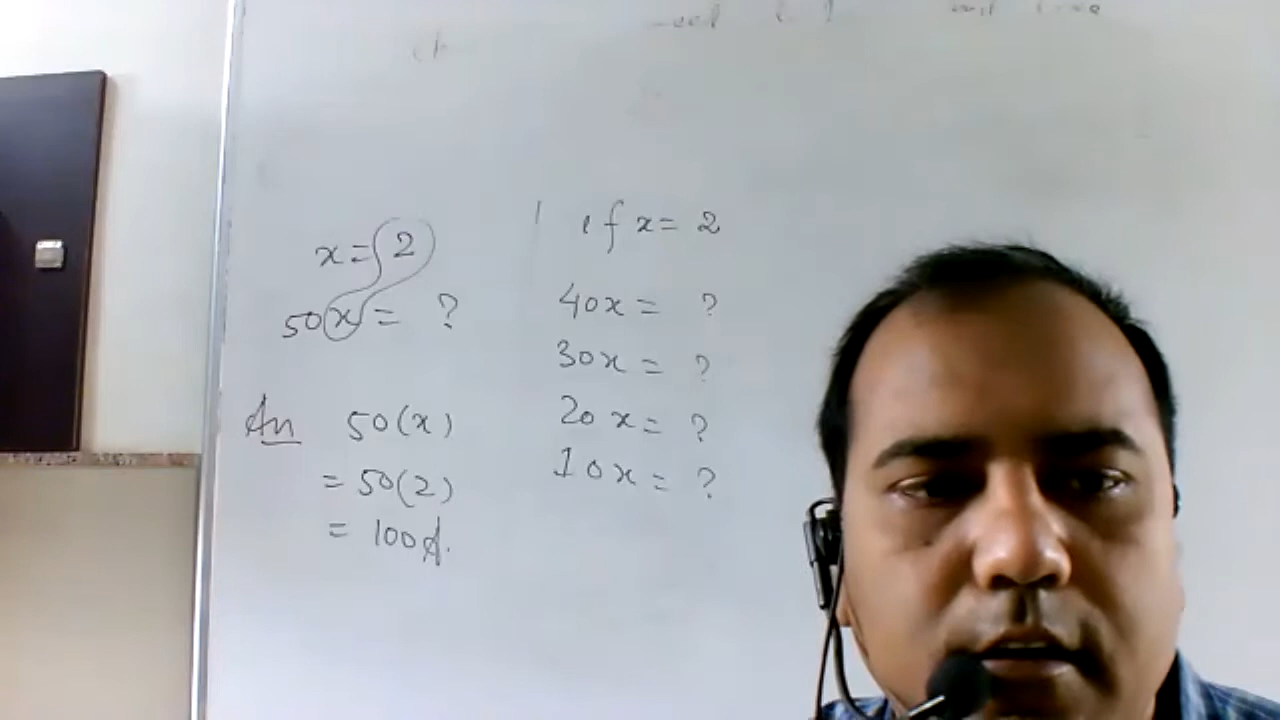 x = 2
50x = ?
An 50(x)
= 50(2)
= 100 A.
if x = 2
40x = ?
30x = ?
20x = ?
10x = ?